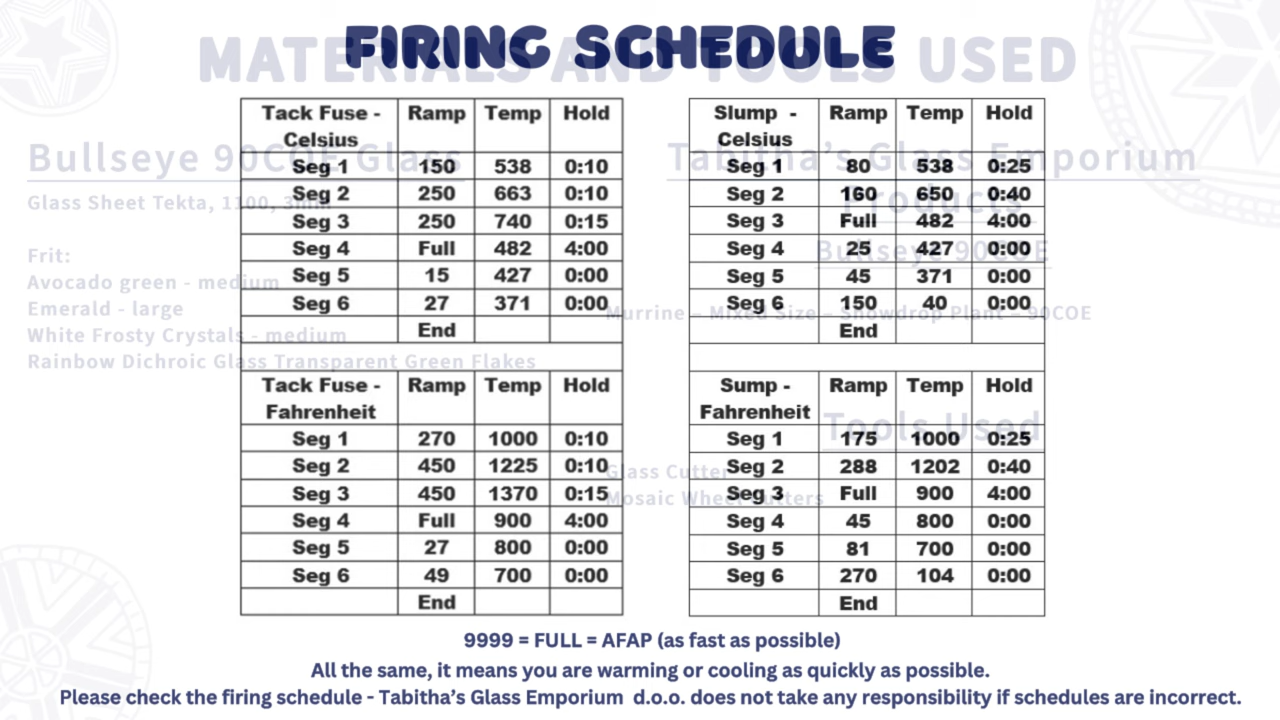 FIRING SCHEDULE
MATERIALS AND TOOLS USED
Tack Fuse - Celsius Ramp Temp Hold
Seg 1 150 538 0:10
Seg 2 250 663 0:10
Seg 3 250 740 0:15
Seg 4 Full 482 4:00
Seg 5 15 427 0:00
Seg 6 27 371 0:00
End
Tack Fuse - Fahrenheit Ramp Temp Hold
Seg 1 270 1000 0:10
Seg 2 450 1225 0:10
Seg 3 450 1370 0:15
Seg 4 Full 900 4:00
Seg 5 27 800 0:00
Seg 6 49 700 0:00
End
Slump - Celsius Ramp Temp Hold
Seg 1 80 538 0:25
Seg 2 160 650 0:40
Seg 3 Full 482 4:00
Seg 4 25 427 0:00
Seg 5 45 371 0:00
Seg 6 150 40 0:00
End
Sump - Fahrenheit Ramp Temp Hold
Seg 1 175 1000 0:25
Seg 2 288 1202 0:40
Seg 3 Full 900 4:00
Seg 4 45 800 0:00
Seg 5 81 700 0:00
Seg 6 270 104 0:00
End
Bullseye 90COE Glass
Glass Sheet Tekta, 1100, 3mm
Frit:
Avocado green - medium
Emerald - large
White Frosty Crystals - medium
Rainbow Dichroic Glass Transparent Green Flakes
Tabitha's Glass Emporium
Products
Bullseye 90COE
Murrine - Mixed Size - Snowdrop Plant - 90COE
Tools Used
Glass Cutter
Mosaic Wheel Cutters
9999 = FULL = AFAP (as fast as possible)
All the same, it means you are warming or cooling as quickly as possible.
Please check the firing schedule - Tabitha's Glass Emporium d.o.o. does not take any responsibility if schedules are incorrect.